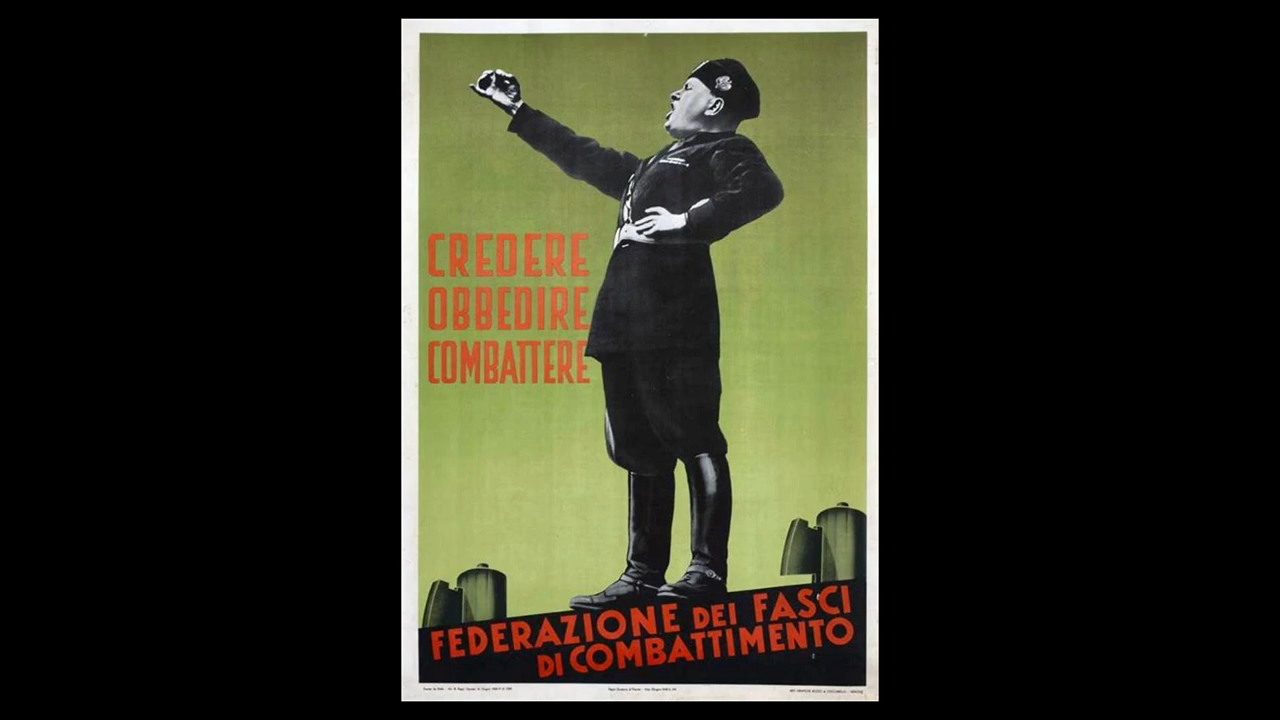 CREDERE
OBBEDIRE
COMBATTERE
FEDERAZIONE DEI FASCI
DI COMBATTIMENTO